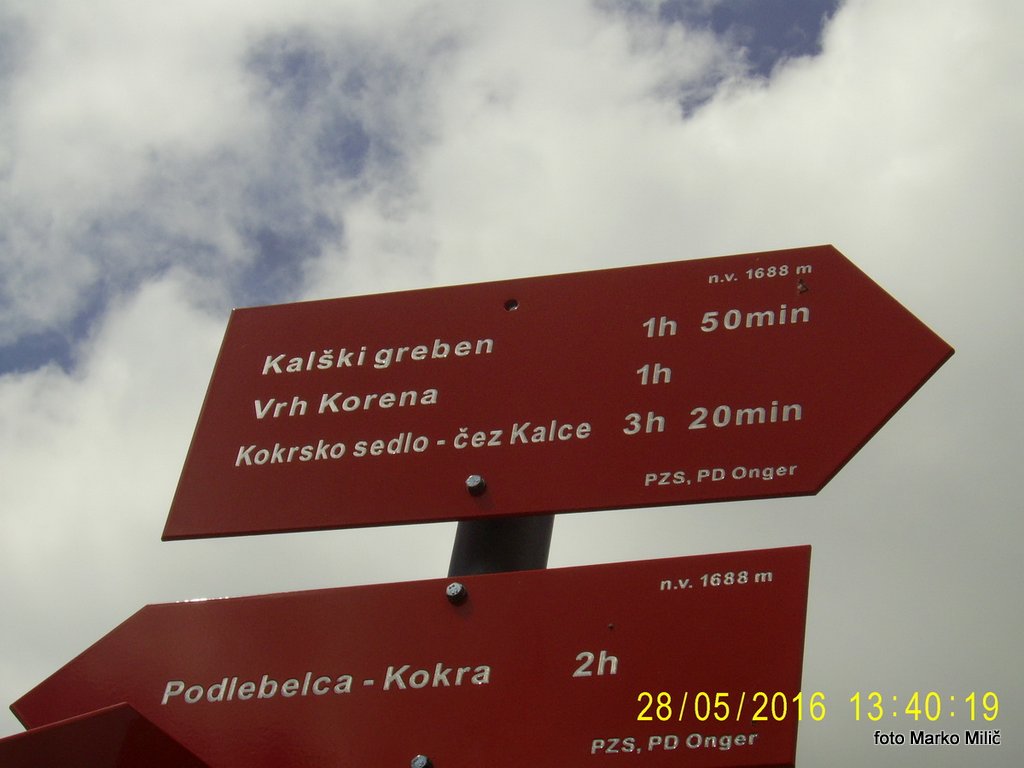 n.v. 1688 m
Kalški greben 1h 50min
Vrh Korena 1h
Kokrsko sedlo - čez Kalce 3h 20min
PZS, PD Onger
n.v. 1688 m
Podlebelca - Kokra 2h
PZS, PD Onger
28/05/2016 13:40:19
foto Marko Milič